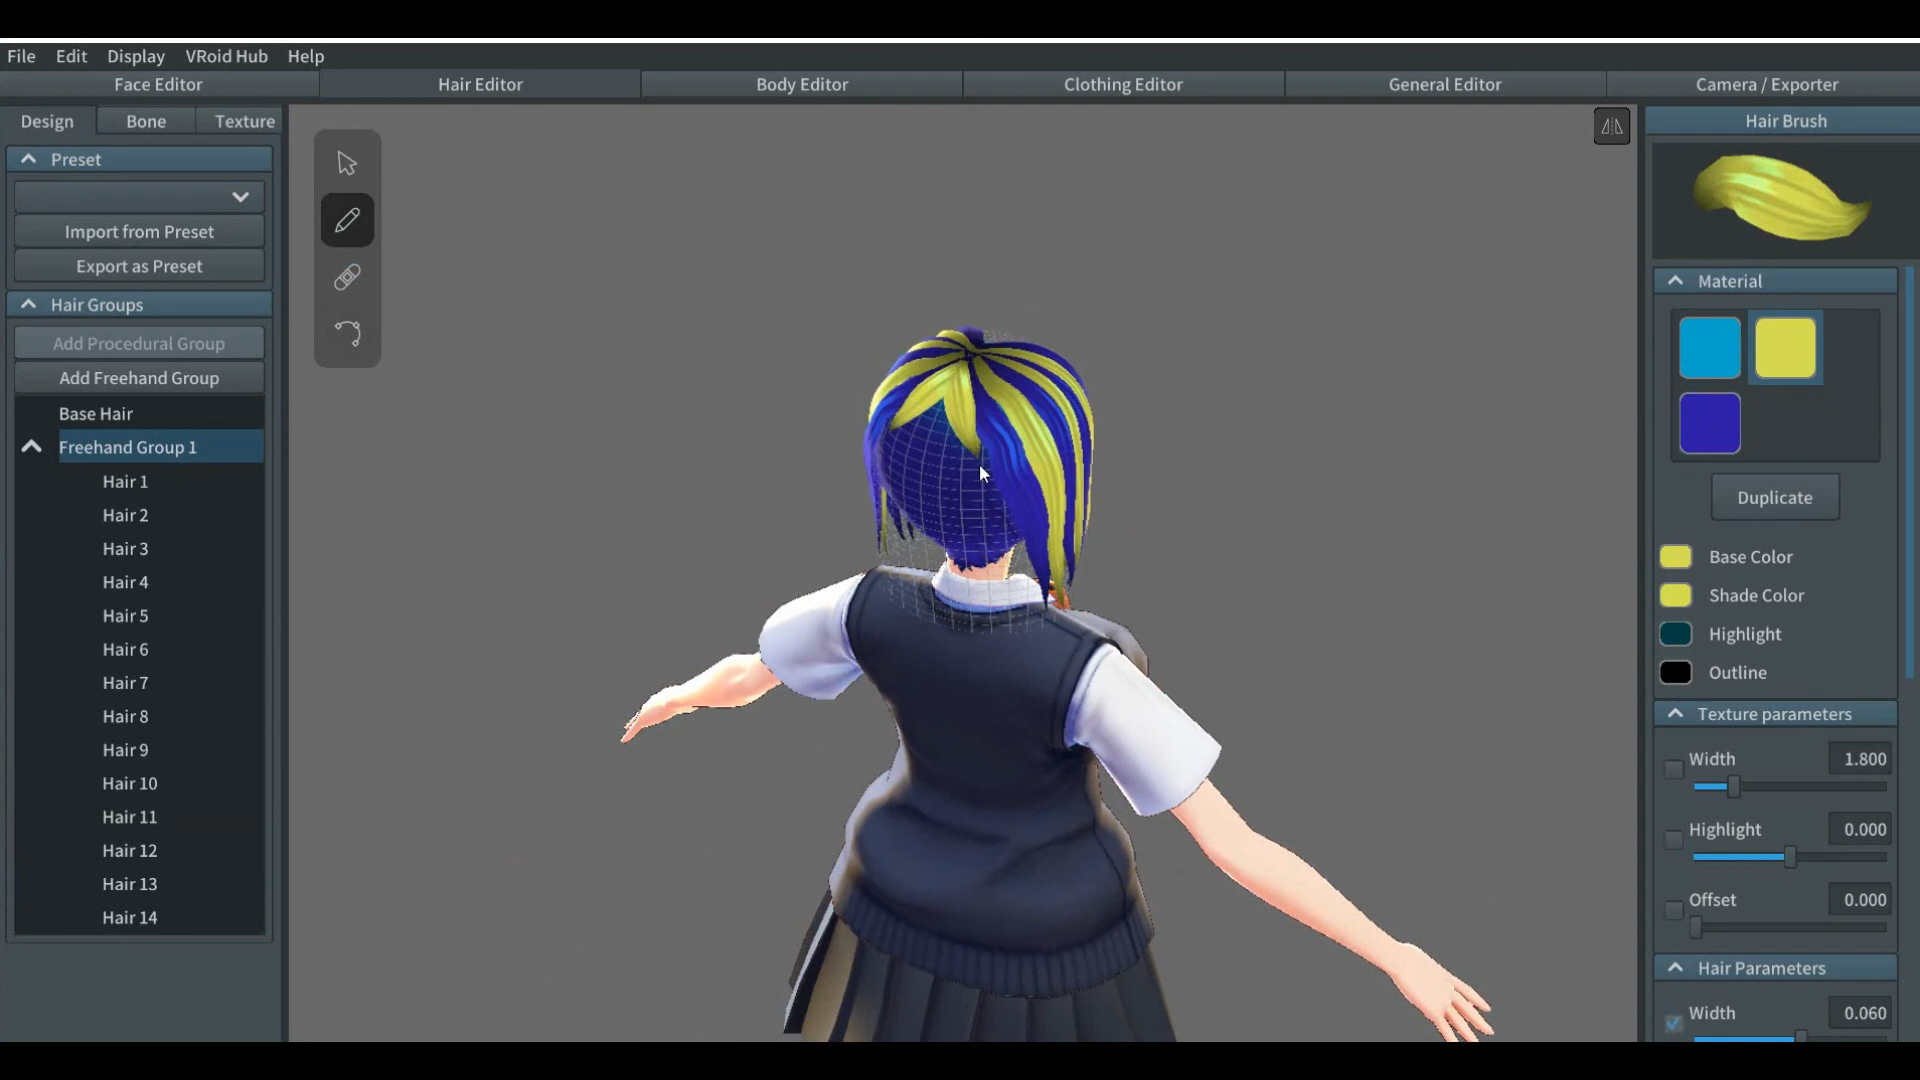 File Edit Display VRoid Hub Help
Face Editor Hair Editor Body Editor Clothing Editor General Editor Camera / Exporter
Design Bone Texture
Preset
Import from Preset
Export as Preset
Hair Groups
Add Procedural Group
Add Freehand Group
Base Hair
Freehand Group 1
Hair 1
Hair 2
Hair 3
Hair 4
Hair 5
Hair 6
Hair 7
Hair 8
Hair 9
Hair 10
Hair 11
Hair 12
Hair 13
Hair 14
Hair Brush
Material
Duplicate
Base Color
Shade Color
Highlight
Outline
Texture parameters
Width 1.800
Highlight 0.000
Offset 0.000
Hair Parameters
Width 0.060